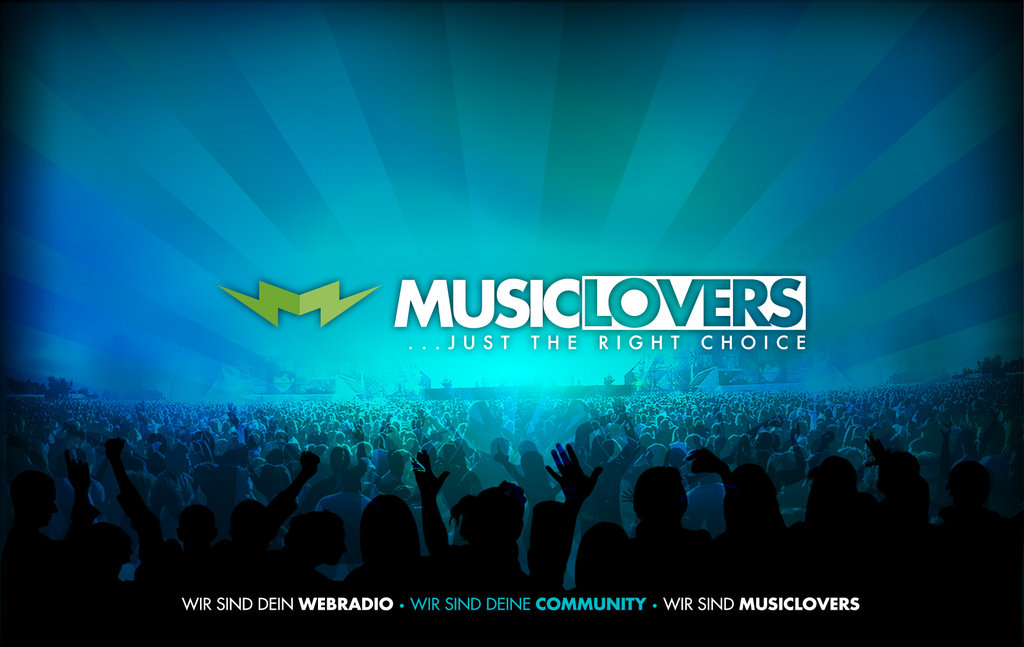 MUSICLOVERS
...JUST THE RIGHT CHOICE
WIR SIND DEIN WEBRADIO • WIR SIND DEINE COMMUNITY • WIR SIND MUSICLOVERS